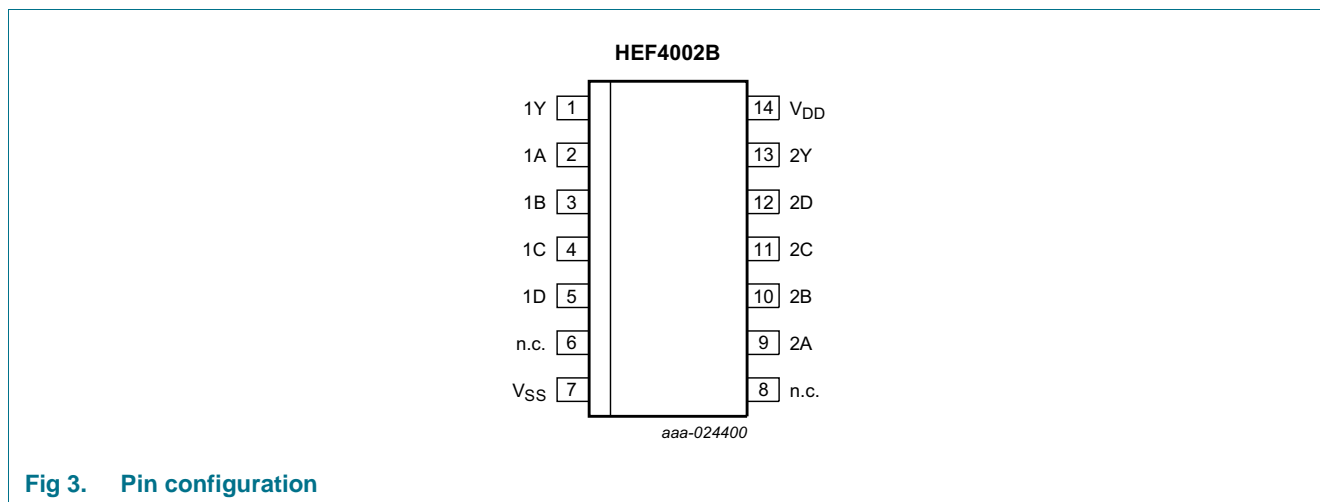 HEF4002B
1Y 1 14 VDD
1A 2 13 2Y
1B 3 12 2D
1C 4 11 2C
1D 5 10 2B
n.c. 6 9 2A
VSS 7 8 n.c.
aaa-024400
Fig 3. Pin configuration